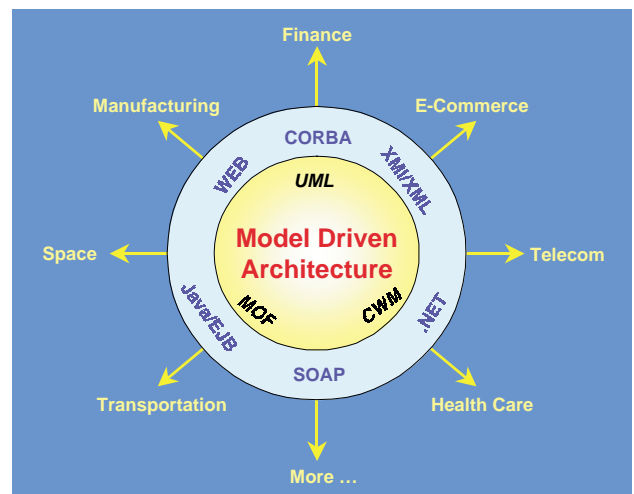 Finance
Manufacturing
E-Commerce
CORBA
WEB
XMI/XML
UML
Model Driven
Architecture
Space
Telecom
MOF
CWM
Java/EJB
.NET
SOAP
Transportation
Health Care
More …